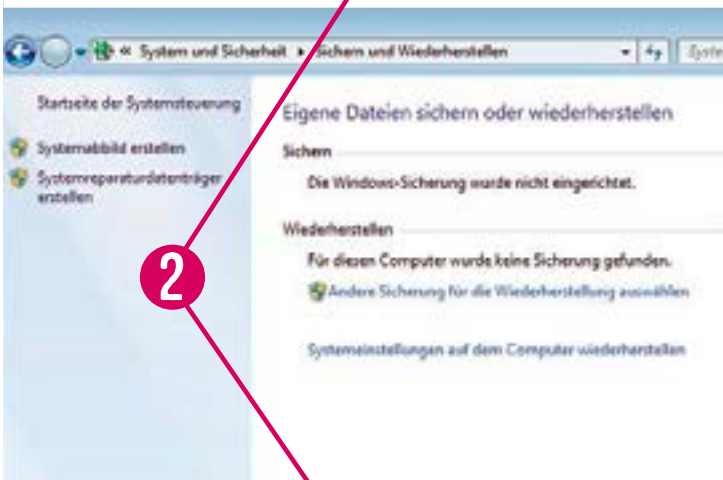 « System und Sicherheit ▸ Sichern und Wiederherstellen
Startseite der Systemsteuerung
Systemabbild erstellen
Systemreparaturdatenträger
erstellen
2
Eigene Dateien sichern oder wiederherstellen
Sichern
Die Windows-Sicherung wurde nicht eingerichtet.
Wiederherstellen
Für diesen Computer wurde keine Sicherung gefunden.
Andere Sicherung für die Wiederherstellung auswählen
Systemeinstellungen auf dem Computer wiederherstellen